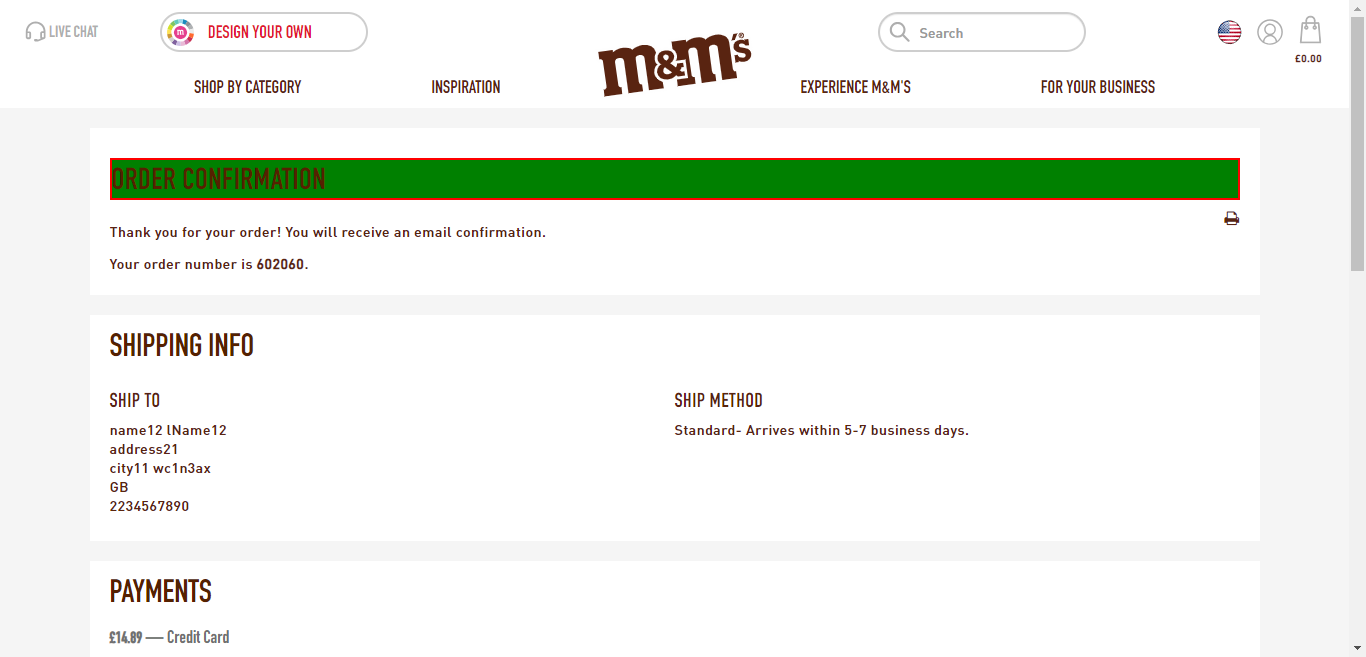 LIVE CHAT
m DESIGN YOUR OWN
m&m's®
Search
£0.00
SHOP BY CATEGORY
INSPIRATION
EXPERIENCE M&M'S
FOR YOUR BUSINESS
ORDER CONFIRMATION
Thank you for your order! You will receive an email confirmation.
Your order number is 602060.
SHIPPING INFO
SHIP TO
name12 lName12
address21
city11 wc1n3ax
GB
2234567890
SHIP METHOD
Standard- Arrives within 5-7 business days.
PAYMENTS
£14.89 — Credit Card